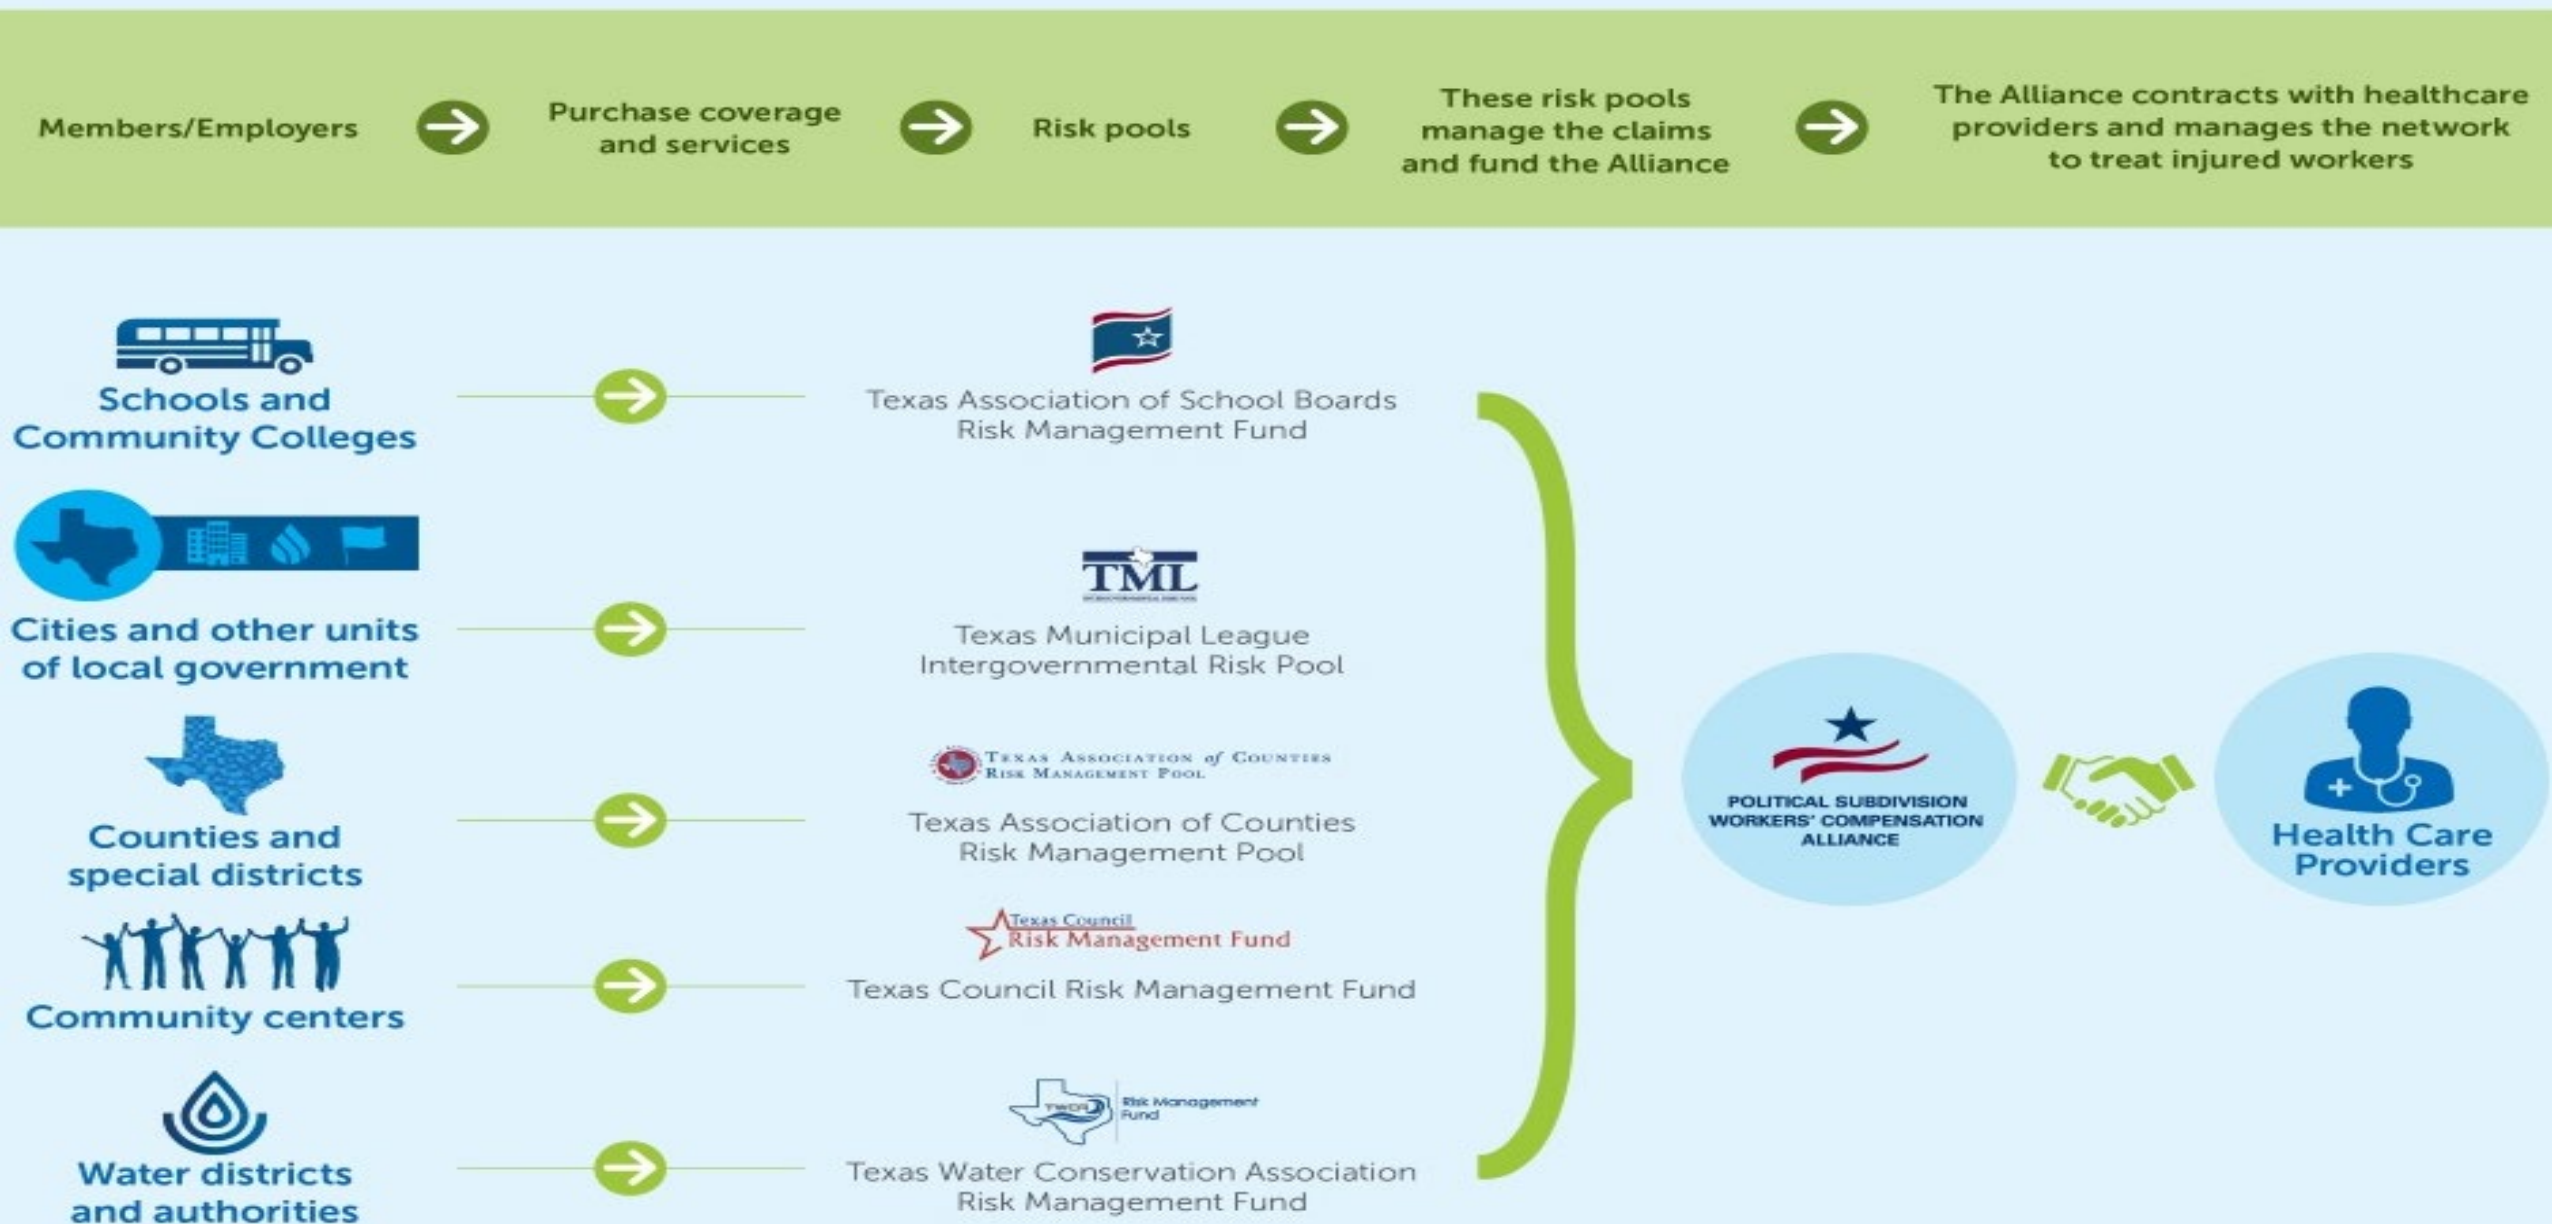 Members/Employers
Purchase coverage
and services
Risk pools
These risk pools
manage the claims
and fund the Alliance
The Alliance contracts with healthcare
providers and manages the network
to treat injured workers
Schools and
Community Colleges
Texas Association of School Boards
Risk Management Fund
Cities and other units
of local government
TML
Texas Municipal League
Intergovernmental Risk Pool
Counties and
special districts
TEXAS ASSOCIATION of COUNTIES
RISK MANAGEMENT POOL
Texas Association of Counties
Risk Management Pool
Community centers
Texas Council
Risk Management Fund
Texas Council Risk Management Fund
Water districts
and authorities
Risk Management
Fund
Texas Water Conservation Association
Risk Management Fund
POLITICAL SUBDIVISION
WORKERS' COMPENSATION
ALLIANCE
Health Care
Providers